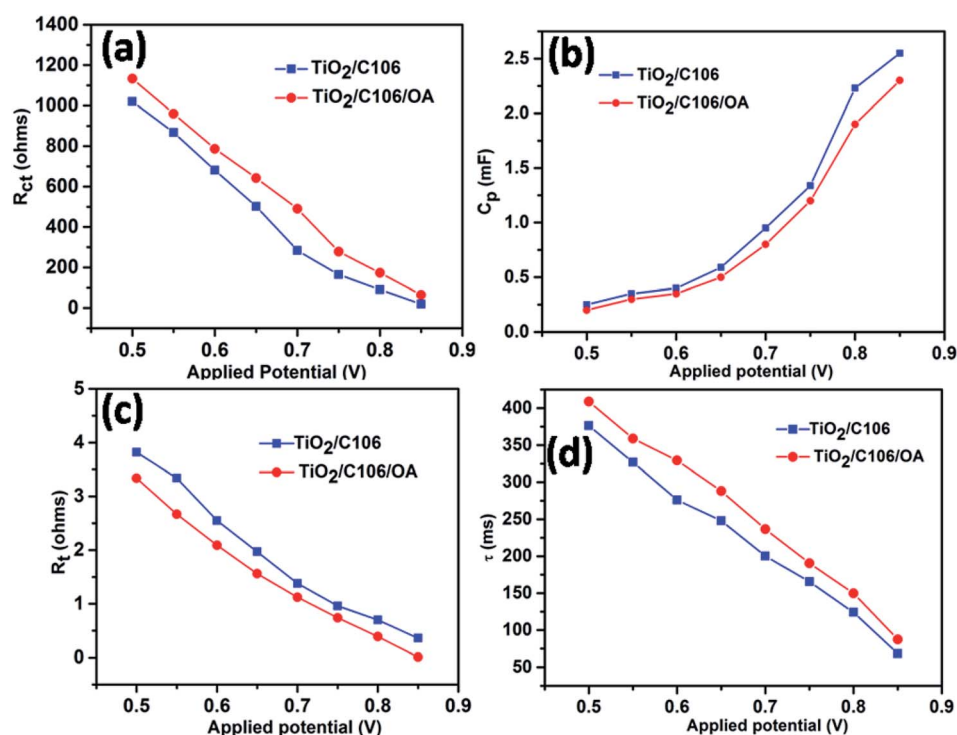 (a)
TiO2/C106
TiO2/C106/OA
Rct (ohms)
1400
1200
1000
800
600
400
200
0
0.5 0.6 0.7 0.8 0.9
Applied Potential (V)
(b)
TiO2/C106
TiO2/C106/OA
Cp (mF)
2.5
2.0
1.5
1.0
0.5
0.0
0.5 0.6 0.7 0.8 0.9
Applied potential (V)
(c)
TiO2/C106
TiO2/C106/OA
Rt (ohms)
5
4
3
2
1
0
0.5 0.6 0.7 0.8 0.9
Applied potential (V)
(d)
TiO2/C106
TiO2/C106/OA
τ (ms)
400
350
300
250
200
150
100
50
0.5 0.6 0.7 0.8 0.9
Applied potential (V)